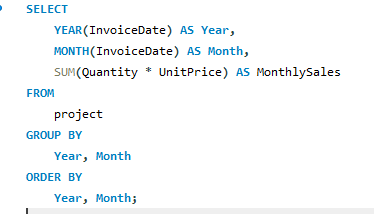 SELECT
    YEAR(InvoiceDate) AS Year,
    MONTH(InvoiceDate) AS Month,
    SUM(Quantity * UnitPrice) AS MonthlySales
FROM
    project
GROUP BY
    Year, Month
ORDER BY
    Year, Month;